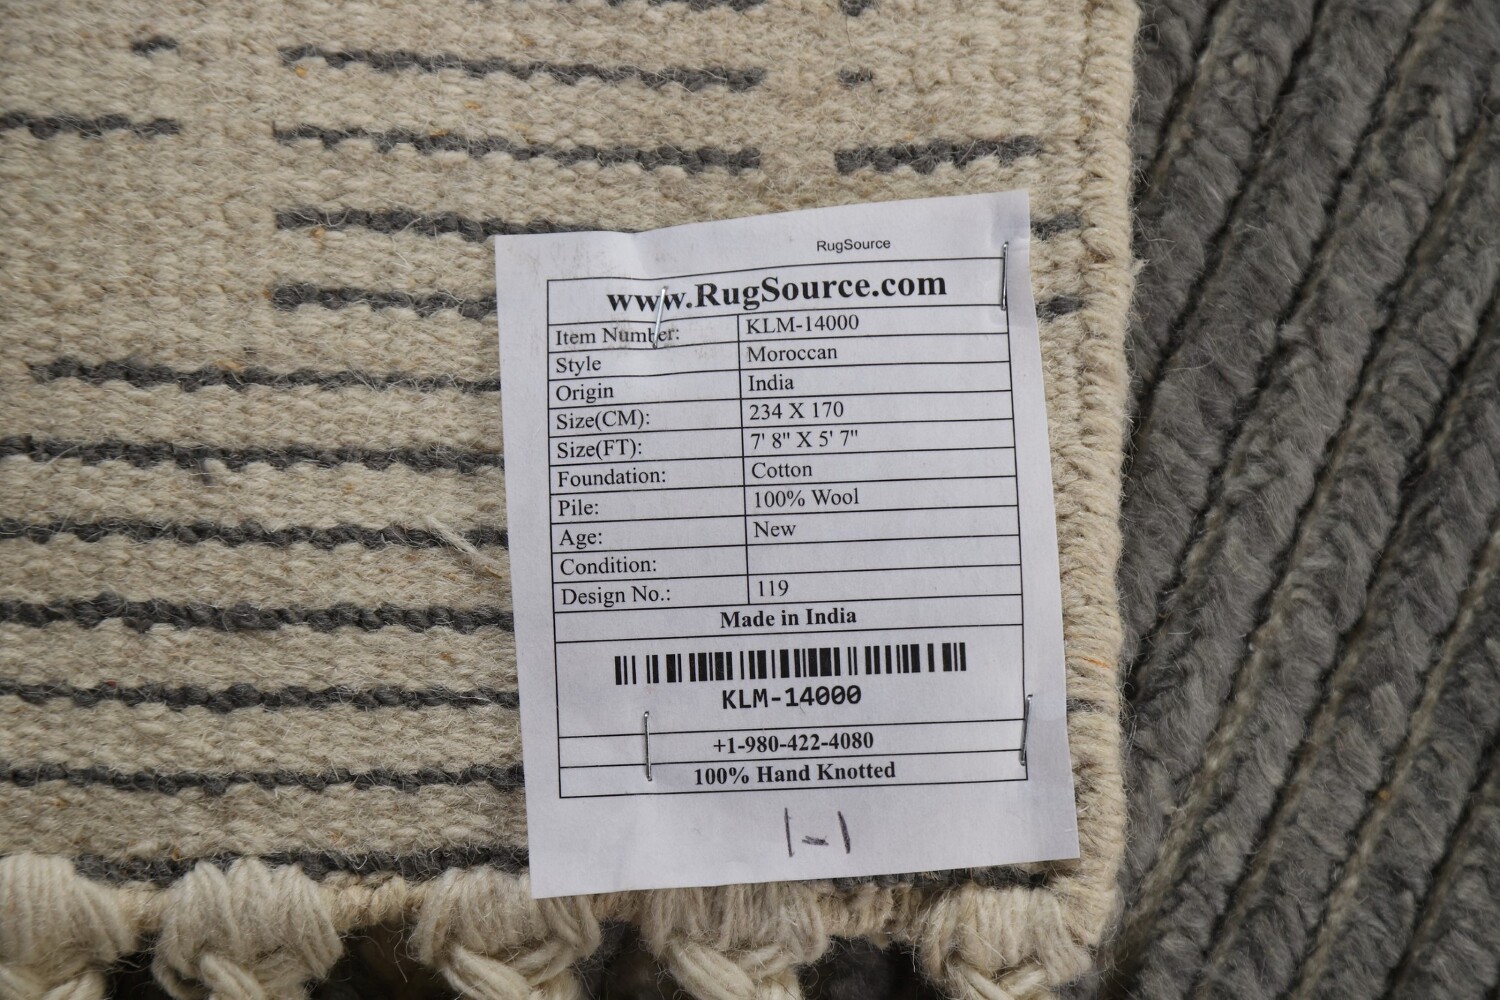 RugSource
www.RugSource.com
Item Number: KLM-14000
Style Moroccan
Origin India
Size(CM): 234 X 170
Size(FT): 7' 8" X 5' 7"
Foundation: Cotton
Pile: 100% Wool
Age: New
Condition:
Design No.: 119
Made in India
KLM-14000
+1-980-422-4080
100% Hand Knotted
1-1